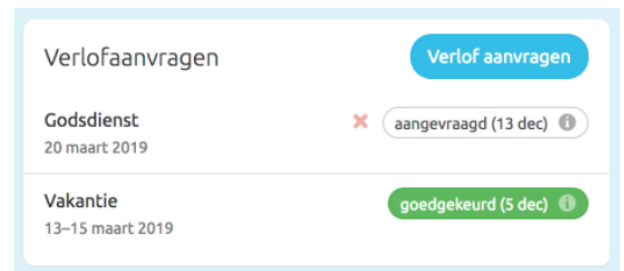 Verlofaanvragen
Verlof aanvragen
Godsdienst
aangevraagd (13 dec)
20 maart 2019
Vakantie
goedgekeurd (5 dec)
13–15 maart 2019